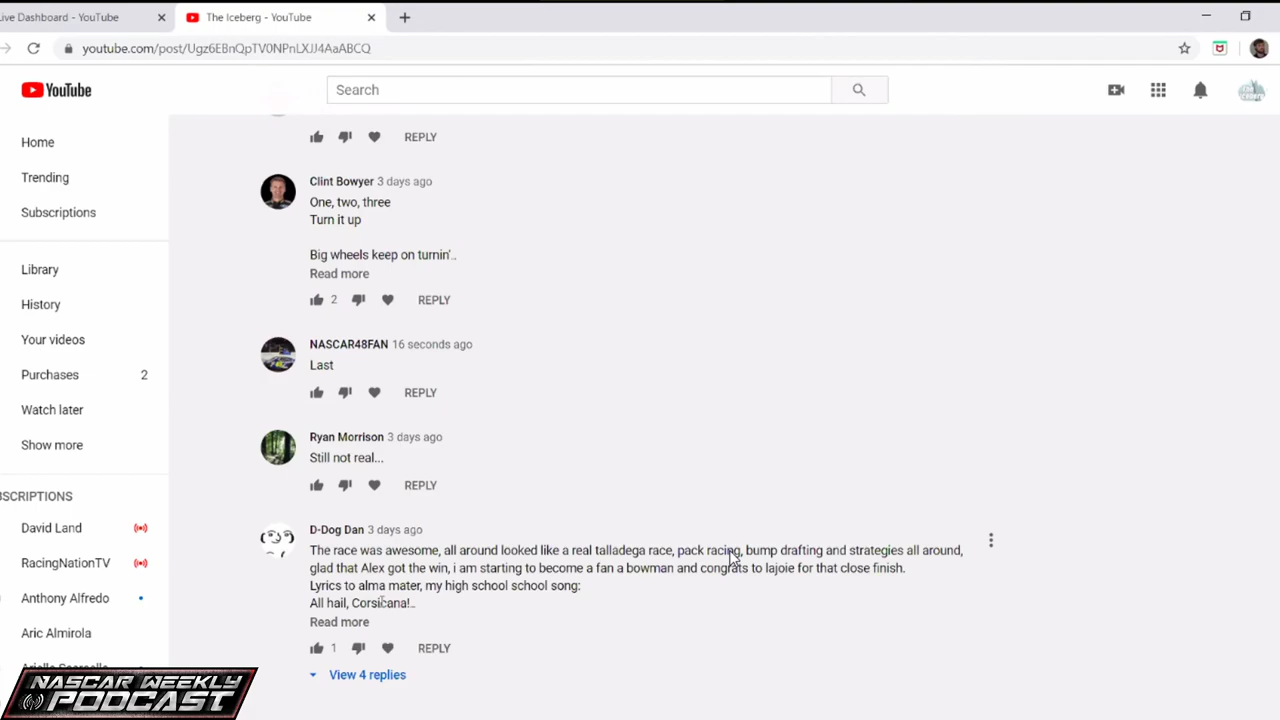 ive Dashboard - YouTube
The Iceberg - YouTube
youtube.com/post/Ugz6EBnQpTV0NPnLXJJ4AaABCQ
YouTube
Search
Home
Trending
Subscriptions
Library
History
Your videos
Purchases 2
Watch later
Show more
BSCRIPTIONS
David Land
RacingNationTV
Anthony Alfredo
Aric Almirola
REPLY
Clint Bowyer 3 days ago
One, two, three
Turn it up
Big wheels keep on turnin'..
Read more
2 REPLY
NASCAR48FAN 16 seconds ago
Last
REPLY
Ryan Morrison 3 days ago
Still not real...
REPLY
D-Dog Dan 3 days ago
The race was awesome, all around looked like a real talladega race, pack racing, bump drafting and strategies all around,
glad that Alex got the win, i am starting to become a fan a bowman and congrats to lajoie for that close finish.
Lyrics to alma mater, my high school school song:
All hail, Corsicana!..
Read more
1 REPLY
View 4 replies
NASCAR WEEKLY
PODCAST